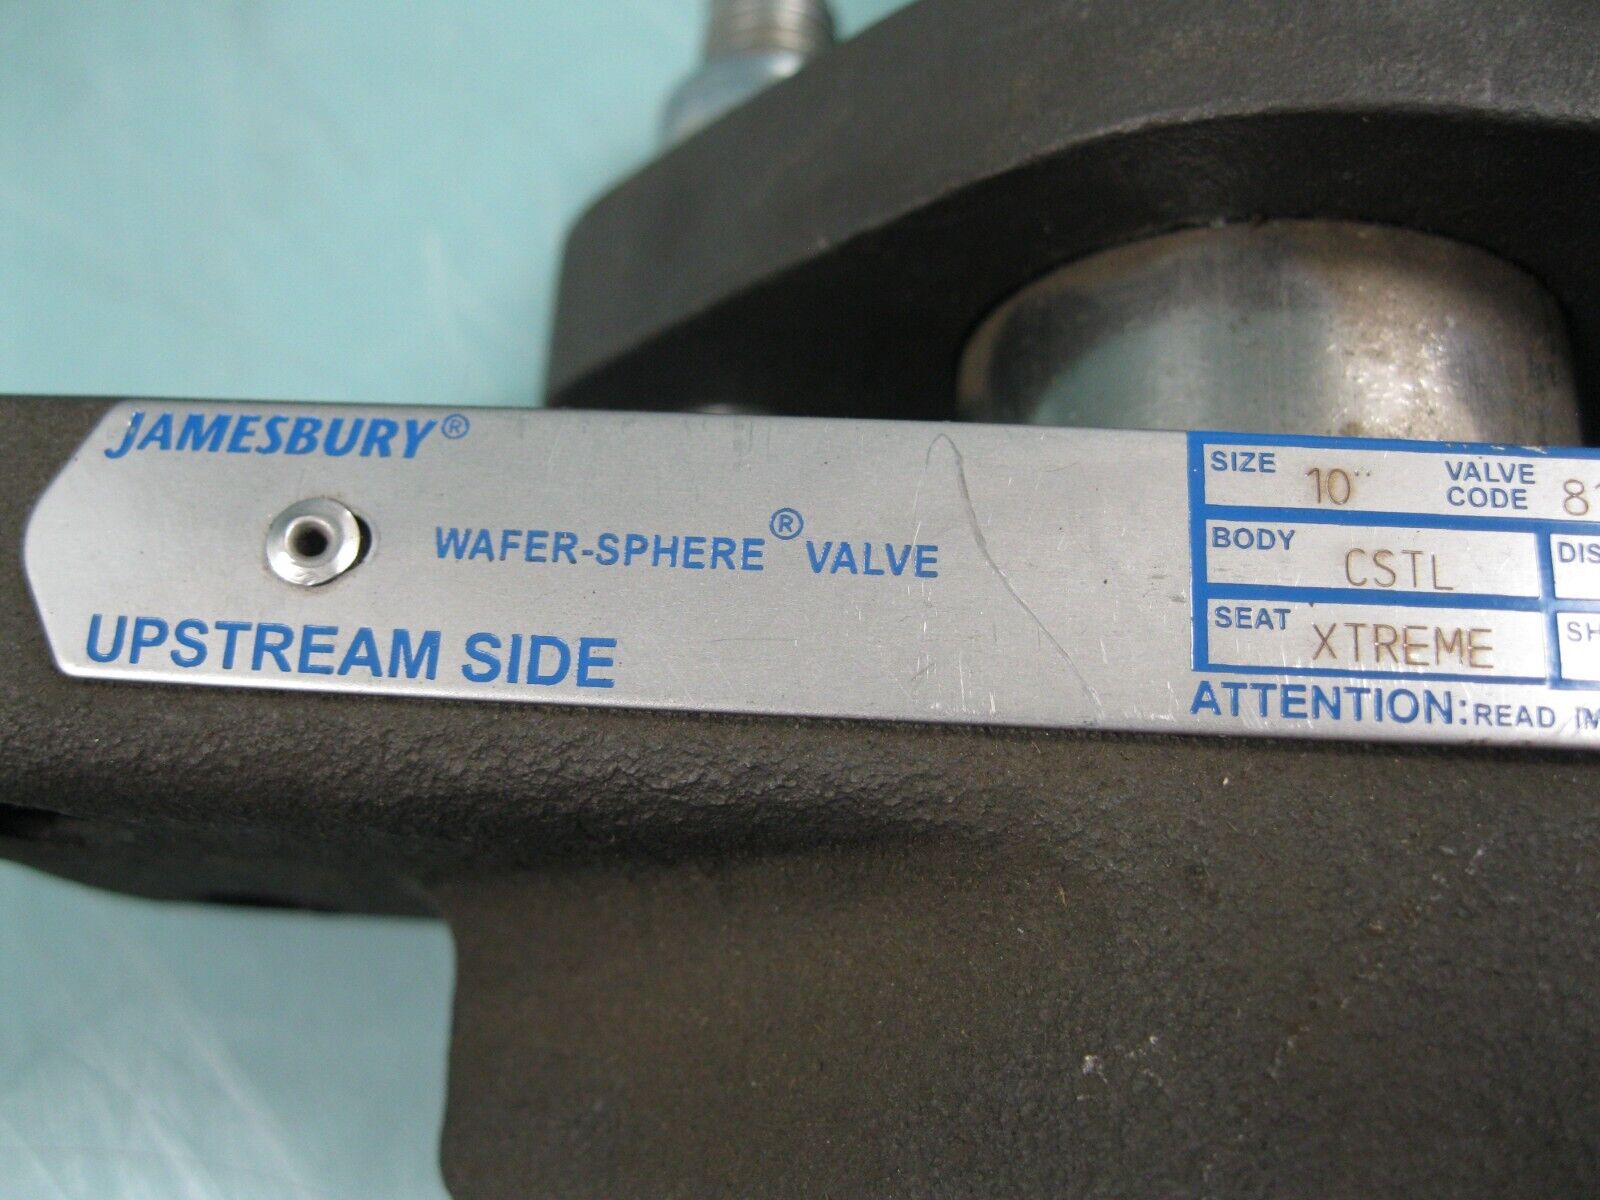 JAMESBURY®
WAFER-SPHERE® VALVE
UPSTREAM SIDE
SIZE 10" VALVE CODE
BODY CSTL
SEAT XTREME
ATTENTION: READ